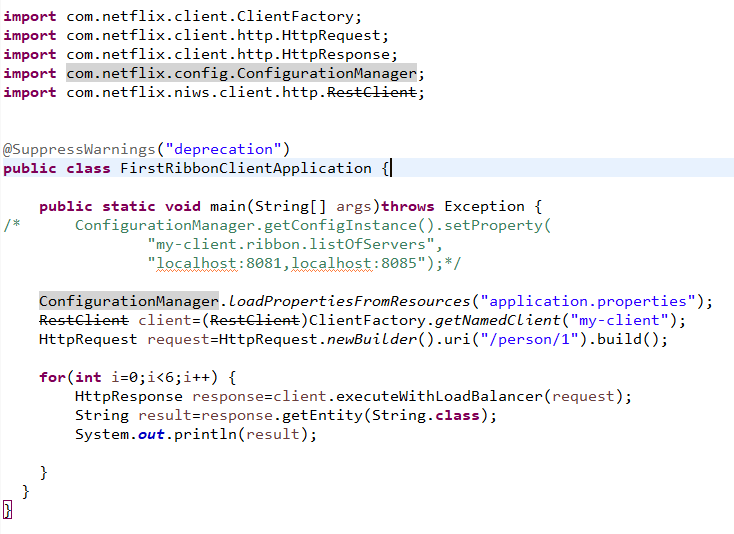 import com.netflix.client.ClientFactory;
import com.netflix.client.http.HttpRequest;
import com.netflix.client.http.HttpResponse;
import com.netflix.config.ConfigurationManager;
import com.netflix.niws.client.http.RestClient;
@SuppressWarnings("deprecation")
public class FirstRibbonClientApplication {
    public static void main(String[] args)throws Exception {
/*      ConfigurationManager.getConfigInstance().setProperty(
                "my-client.ribbon.listOfServers",
                "localhost:8081,localhost:8085");*/
    ConfigurationManager.loadPropertiesFromResources("application.properties");
    RestClient client=(RestClient)ClientFactory.getNamedClient("my-client");
    HttpRequest request=HttpRequest.newBuilder().uri("/person/1").build();
    for(int i=0;i<6;i++) {
        HttpResponse response=client.executeWithLoadBalancer(request);
        String result=response.getEntity(String.class);
        System.out.println(result);
    }
  }
}